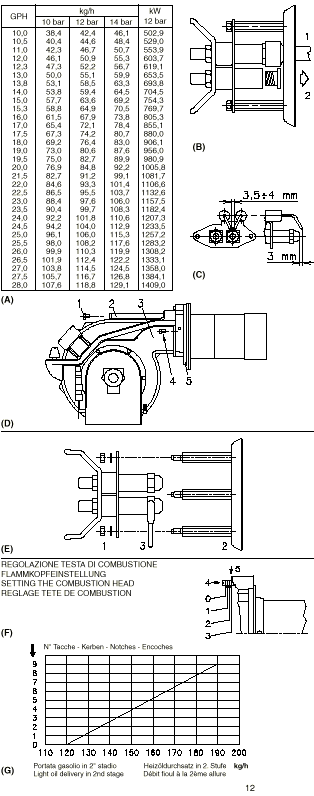 GPH kg/h kW
10 bar 12 bar 14 bar 12 bar
10,0 38,4 42,4 46,1 502,9
10,5 40,4 44,6 48,4 529,0
11,0 42,3 46,7 50,7 553,9
12,0 46,1 50,9 55,3 603,7
12,3 47,3 52,2 56,7 619,1
13,0 50,0 55,1 59,9 653,5
13,8 53,1 58,5 63,3 693,8
14,0 53,8 59,4 64,5 704,5
15,0 57,7 63,6 69,2 754,3
15,3 58,8 64,9 70,5 769,7
16,0 61,5 67,9 73,8 805,3
17,0 65,4 72,1 78,4 855,1
17,5 67,3 74,2 80,7 880,0
18,0 69,2 76,4 83,0 906,1
19,0 73,0 80,6 87,6 956,0
19,5 75,0 82,7 89,9 980,9
20,0 76,9 84,8 92,2 1005,8
21,5 82,7 91,2 99,1 1081,7
22,0 84,6 93,3 101,4 1106,6
22,5 86,5 95,5 103,7 1132,6
23,0 88,4 97,6 106,0 1157,5
23,5 90,4 99,7 108,3 1182,4
24,0 92,2 101,8 110,6 1207,3
24,5 94,2 104,0 112,9 1233,5
25,0 96,1 106,0 115,3 1257,2
25,5 98,0 108,2 117,6 1283,2
26,0 99,9 110,3 119,9 1308,2
26,5 101,9 112,4 122,2 1333,1
27,0 103,8 114,5 124,5 1358,0
27,5 105,7 116,7 126,8 1384,1
28,0 107,6 118,8 129,1 1409,0
(A)
1
2
(B)
3,5÷4 mm
3 mm
(C)
1 2 3
4 5
(D)
1 3 2
(E)
REGOLAZIONE TESTA DI COMBUSTIONE
FLAMMKOPFEINSTELLUNG
SETTING THE COMBUSTION HEAD
REGLAGE TETE DE COMBUSTION
5
4
0
1
2
3
(F)
N° Tacche - Kerben - Notches - Encoches
9
8
7
6
5
4
3
2
1
0
110 120 130 140 150 160 170 180 190 200
Portata gasolio in 2° stadio Heizöldurchsatz in 2. Stufe kg/h
Light oil delivery in 2nd stage Débit fioul à la 2ème allure
(G)
12